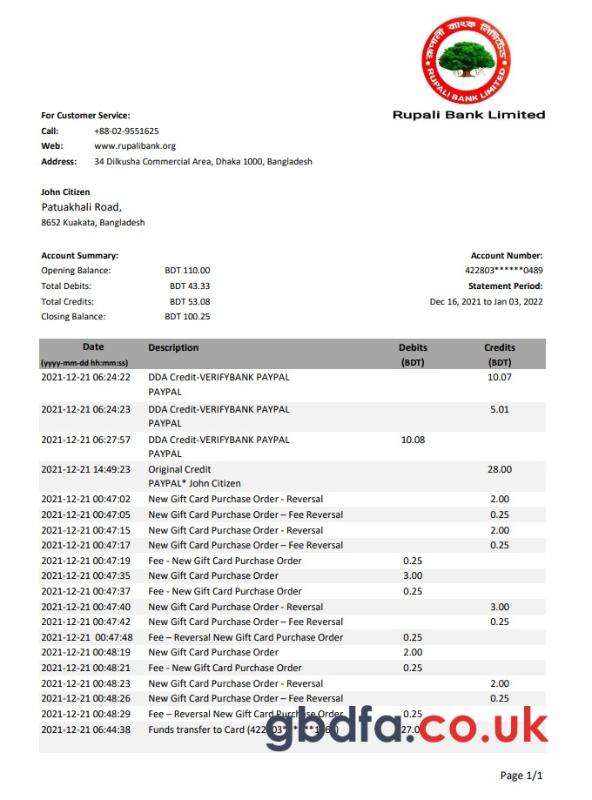 রূপালী ব্যাংক লিমিটেড
RUPALI BANK LIMITED
Rupali Bank Limited
For Customer Service:
Call: +88-02-9551625
Web: www.rupalibank.org
Address: 34 Dilkusha Commercial Area, Dhaka 1000, Bangladesh
John Citizen
Patuakhali Road,
8652 Kuakata, Bangladesh
Account Summary: Account Number:
Opening Balance: BDT 110.00 422803******0489
Total Debits: BDT 43.33 Statement Period:
Total Credits: BDT 53.08 Dec 16, 2021 to Jan 03, 2022
Closing Balance: BDT 100.25
Date Description Debits Credits
(yyyy-mm-dd hh:mm:ss) (BDT) (BDT)
2021-12-21 06:24:22 DDA Credit-VERIFYBANK PAYPAL 10.07
PAYPAL
2021-12-21 06:24:23 DDA Credit-VERIFYBANK PAYPAL 5.01
PAYPAL
2021-12-21 06:27:57 DDA Credit-VERIFYBANK PAYPAL 10.08
PAYPAL
2021-12-21 14:49:23 Original Credit 28.00
PAYPAL* John Citizen
2021-12-21 00:47:02 New Gift Card Purchase Order - Reversal 2.00
2021-12-21 00:47:05 New Gift Card Purchase Order – Fee Reversal 0.25
2021-12-21 00:47:15 New Gift Card Purchase Order - Reversal 2.00
2021-12-21 00:47:17 New Gift Card Purchase Order – Fee Reversal 0.25
2021-12-21 00:47:19 Fee - New Gift Card Purchase Order 0.25
2021-12-21 00:47:35 New Gift Card Purchase Order 3.00
2021-12-21 00:47:37 Fee - New Gift Card Purchase Order 0.25
2021-12-21 00:47:40 New Gift Card Purchase Order - Reversal 3.00
2021-12-21 00:47:42 New Gift Card Purchase Order – Fee Reversal 0.25
2021-12-21 00:47:48 Fee – Reversal New Gift Card Purchase Order 0.25
2021-12-21 00:48:19 New Gift Card Purchase Order 2.00
2021-12-21 00:48:21 Fee - New Gift Card Purchase Order 0.25
2021-12-21 00:48:23 New Gift Card Purchase Order - Reversal 2.00
2021-12-21 00:48:26 New Gift Card Purchase Order – Fee Reversal 0.25
2021-12-21 00:48:29 Fee – Reversal New Gift Card Purchase Order 0.25
2021-12-21 06:44:38 Funds transfer to Card
gbdfa.co.uk
Page 1/1